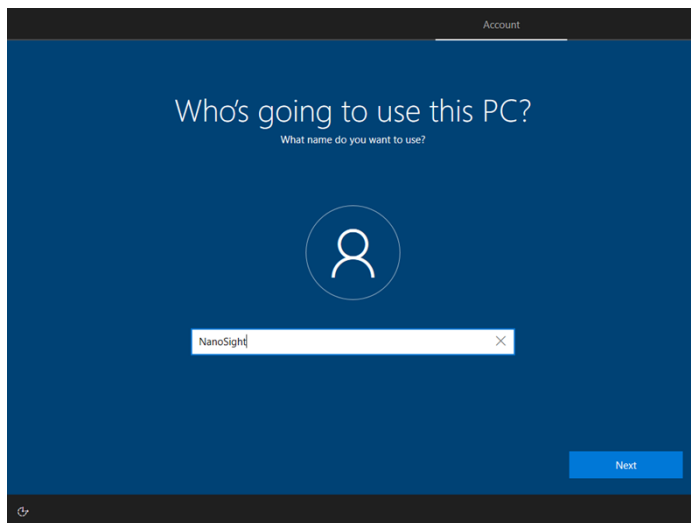 Account
Who's going to use this PC?
What name do you want to use?
NanoSight
Next